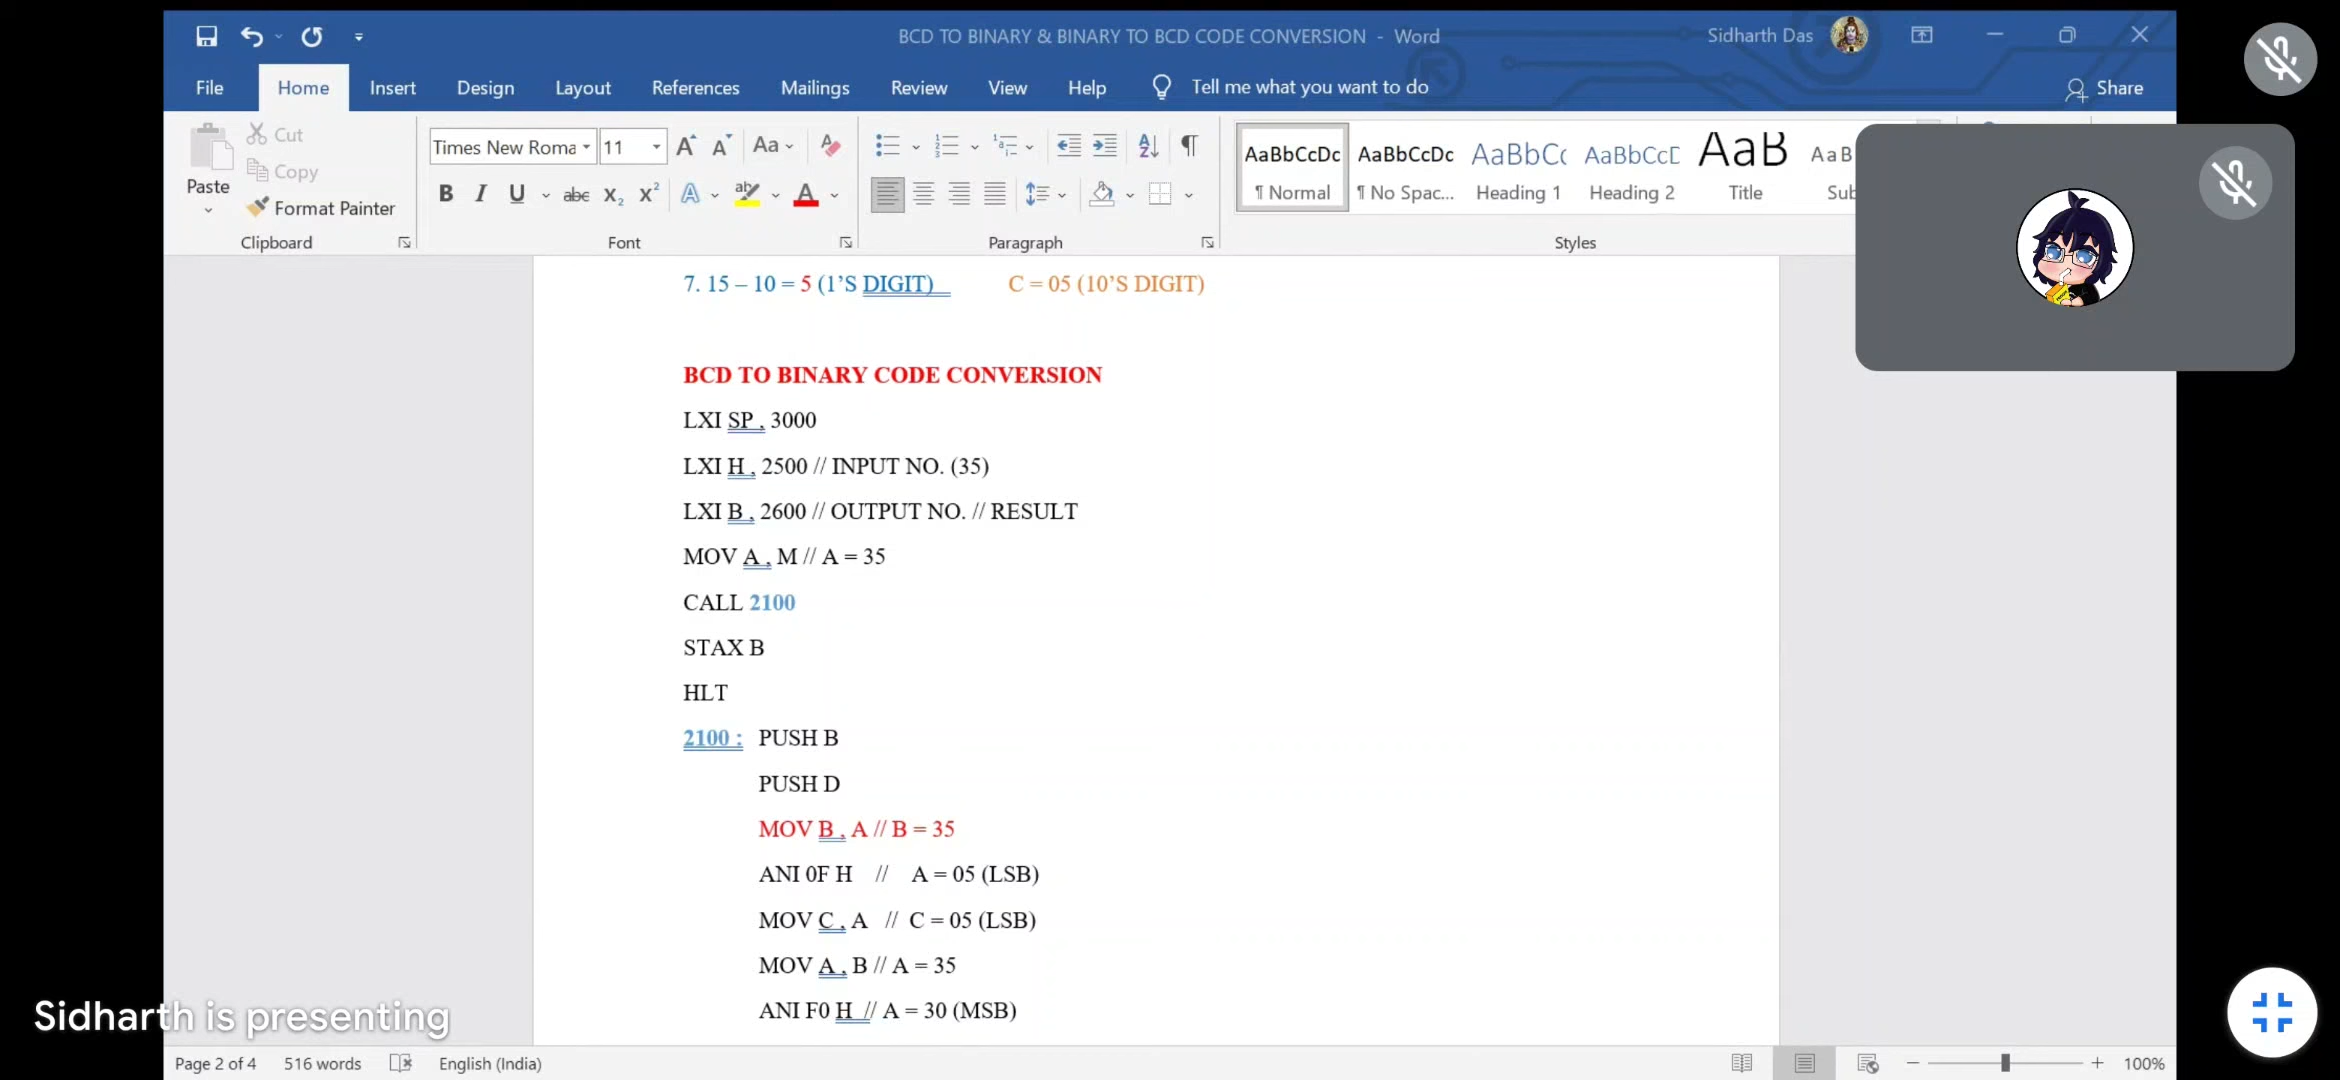 BCD TO BINARY & BINARY TO BCD CODE CONVERSION - Word
Sidharth Das
File Home Insert Design Layout References Mailings Review View Help Tell me what you want to do Share
Paste
Cut
Copy
Format Painter
Clipboard
Times New Roma 11
Font
Paragraph
AaBbCcDc AaBbCcDc AaBbCc AaBbCcD AaB AaB
¶ Normal ¶ No Spac... Heading 1 Heading 2 Title Sub
Styles
7. 15 – 10 = 5 (1’S DIGIT) C = 05 (10’S DIGIT)
BCD TO BINARY CODE CONVERSION
LXI SP , 3000
LXI H , 2500 // INPUT NO. (35)
LXI B , 2600 // OUTPUT NO. // RESULT
MOV A , M // A = 35
CALL 2100
STAX B
HLT
2100 : PUSH B
PUSH D
MOV B , A // B = 35
ANI 0F H // A = 05 (LSB)
MOV C , A // C = 05 (LSB)
MOV A , B // A = 35
ANI F0 H // A = 30 (MSB)
Sidharth is presenting
Page 2 of 4 516 words English (India) 100%